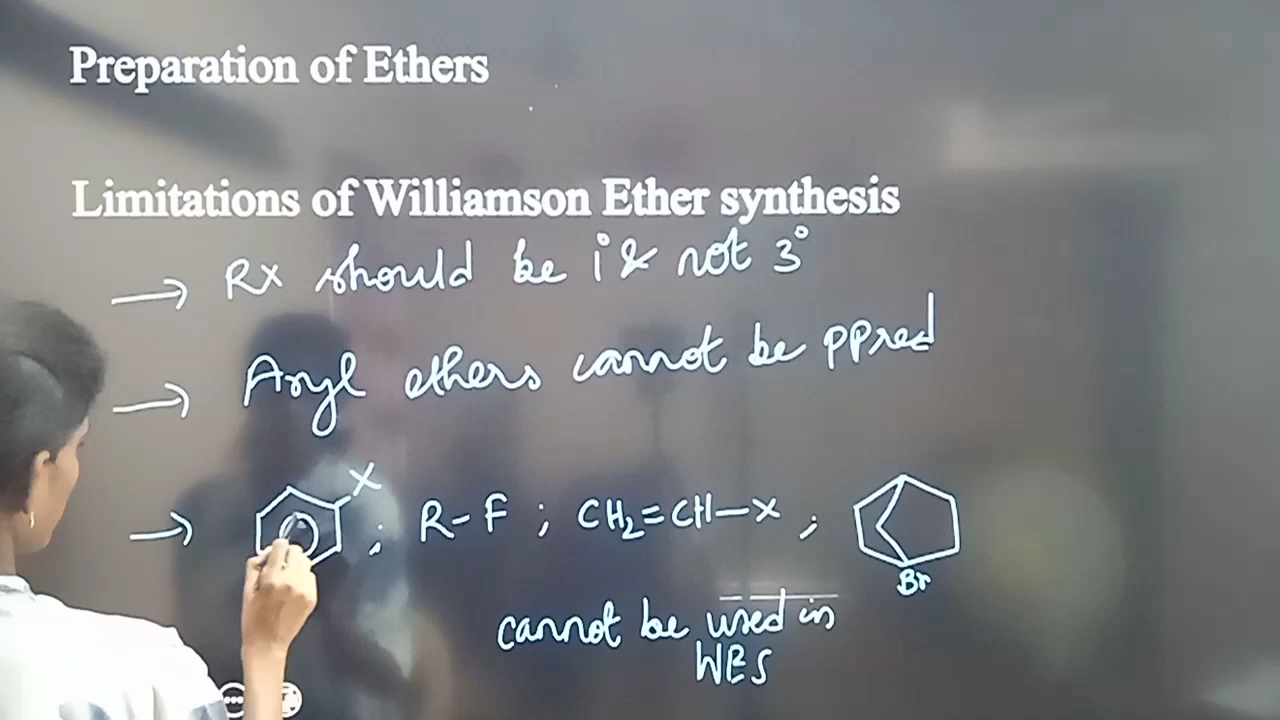 Preparation of Ethers
Limitations of Williamson Ether synthesis
→ RX should be 1° & not 3°
→ Aryl ethers cannot be ppred
→ X ; R-F ; CH₂=CH-X ;
Br
cannot be used in
WES